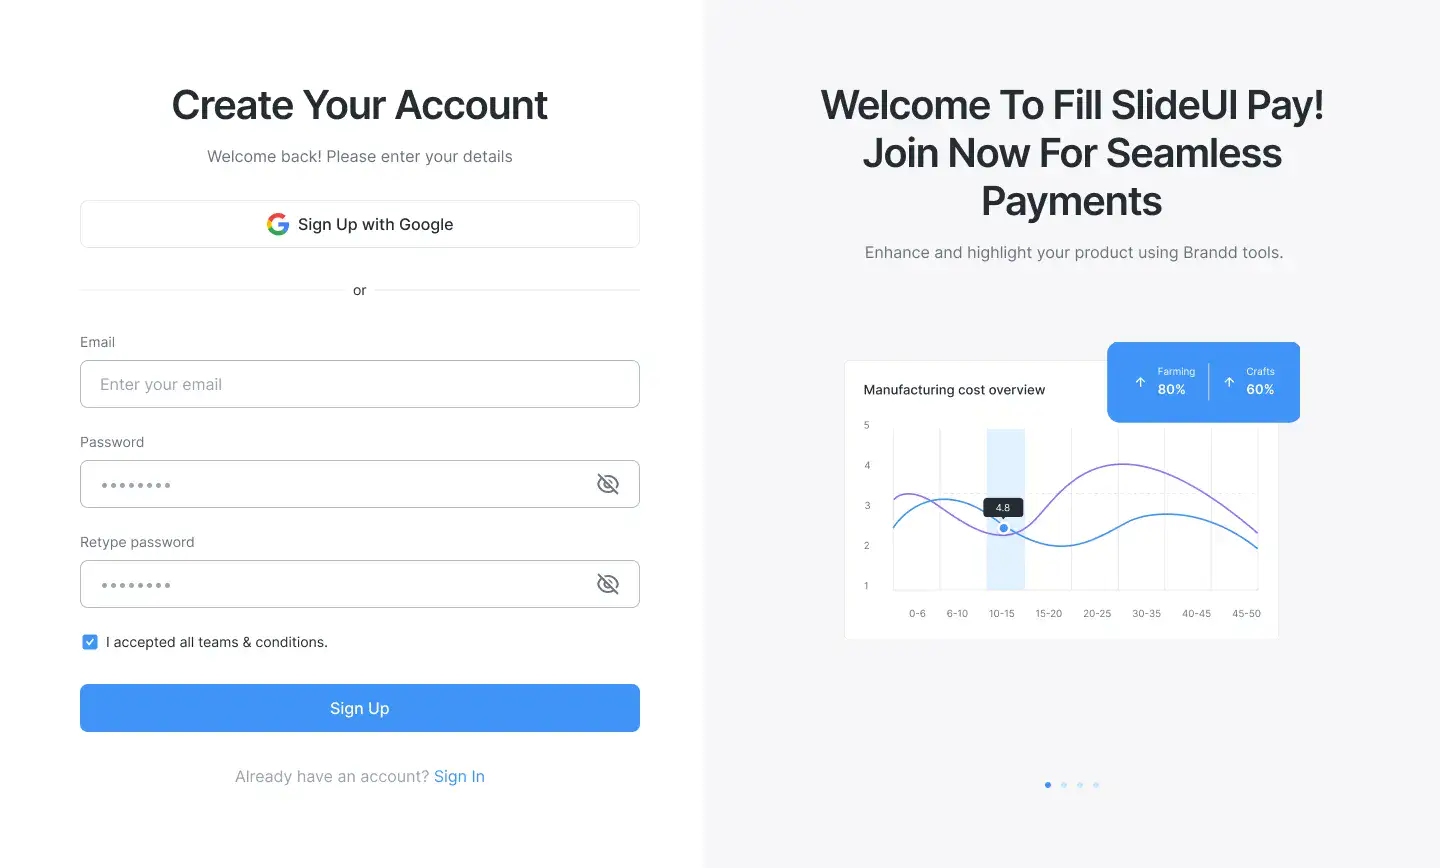 Create Your Account
Welcome back! Please enter your details
Sign Up with Google
or
Email
Enter your email
Password
Retype password
I accepted all teams & conditions.
Sign Up
Already have an account? Sign In
Welcome To Fill SlideUI Pay!
Join Now For Seamless
Payments
Enhance and highlight your product using Brandd tools.
Farming
80%
Crafts
60%
Manufacturing cost overview
5
4
3
2
1
4.8
0-6 6-10 10-15 15-20 20-25 30-35 40-45 45-50